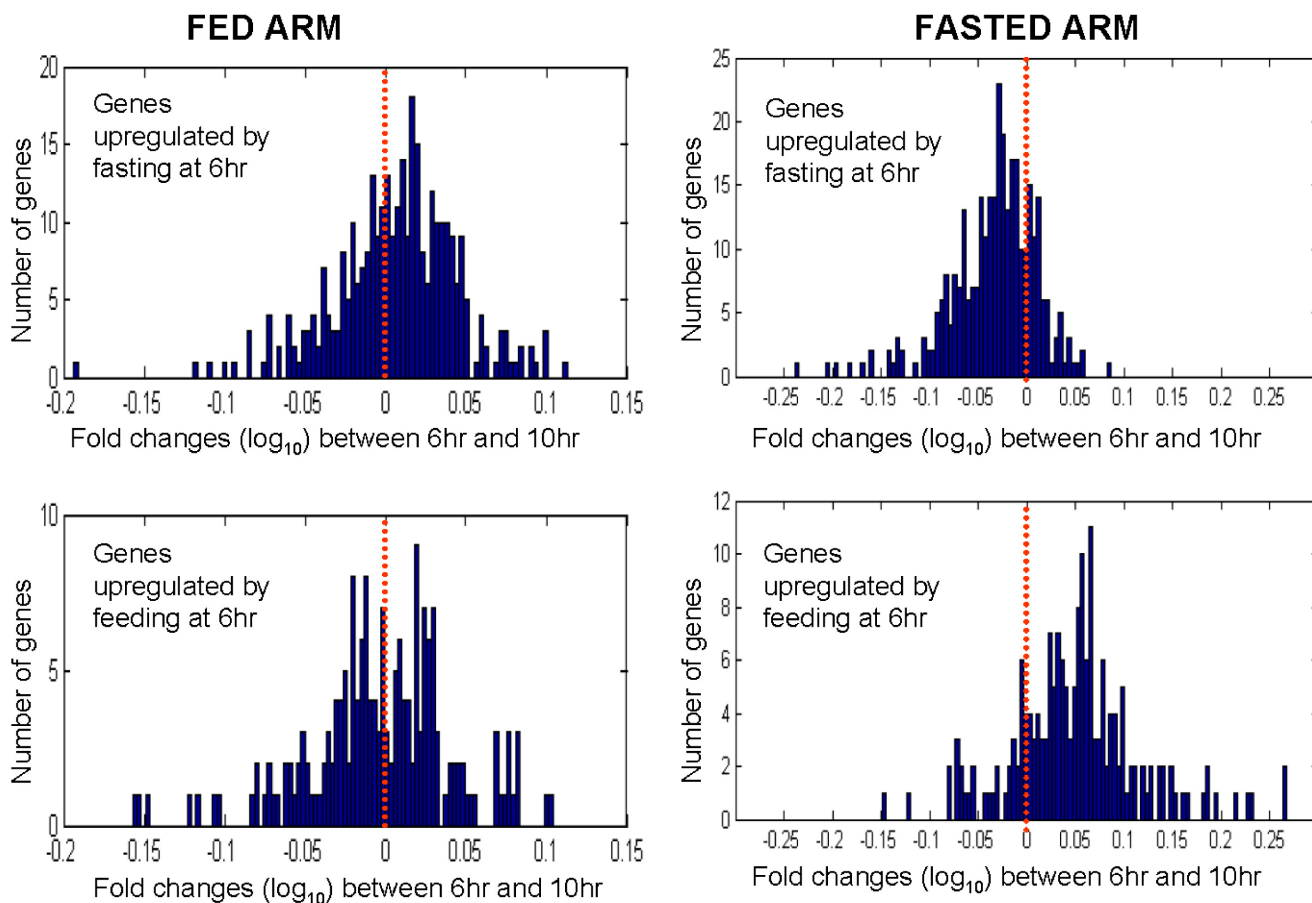 FED ARM
20
15
10
5
0
Number of genes
Genes
upregulated by
fasting at 6hr
-0.2 -0.15 -0.1 -0.05 0 0.05 0.1 0.15
Fold changes (log10) between 6hr and 10hr
FASTED ARM
25
20
15
10
5
0
Number of genes
Genes
upregulated by
fasting at 6hr
-0.25 -0.2 -0.15 -0.1 -0.05 0 0.05 0.1 0.15 0.2 0.25
Fold changes (log10) between 6hr and 10hr
10
5
0
Number of genes
Genes
upregulated by
feeding at 6hr
-0.2 -0.15 -0.1 -0.05 0 0.05 0.1 0.15
Fold changes (log10) between 6hr and 10hr
12
10
8
6
4
2
0
Number of genes
Genes
upregulated by
feeding at 6hr
-0.25 -0.2 -0.15 -0.1 -0.05 0 0.05 0.1 0.15 0.2 0.25
Fold changes (log10) between 6hr and 10hr